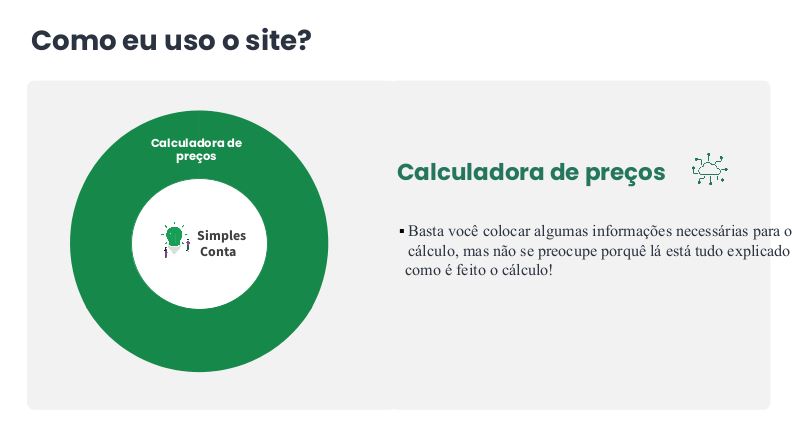 Como eu uso o site?
Calculadora de
preços
Simples
Conta
Calculadora de preços
▪ Basta você colocar algumas informações necessárias para o
cálculo, mas não se preocupe porquê lá está tudo explicado
como é feito o cálculo!